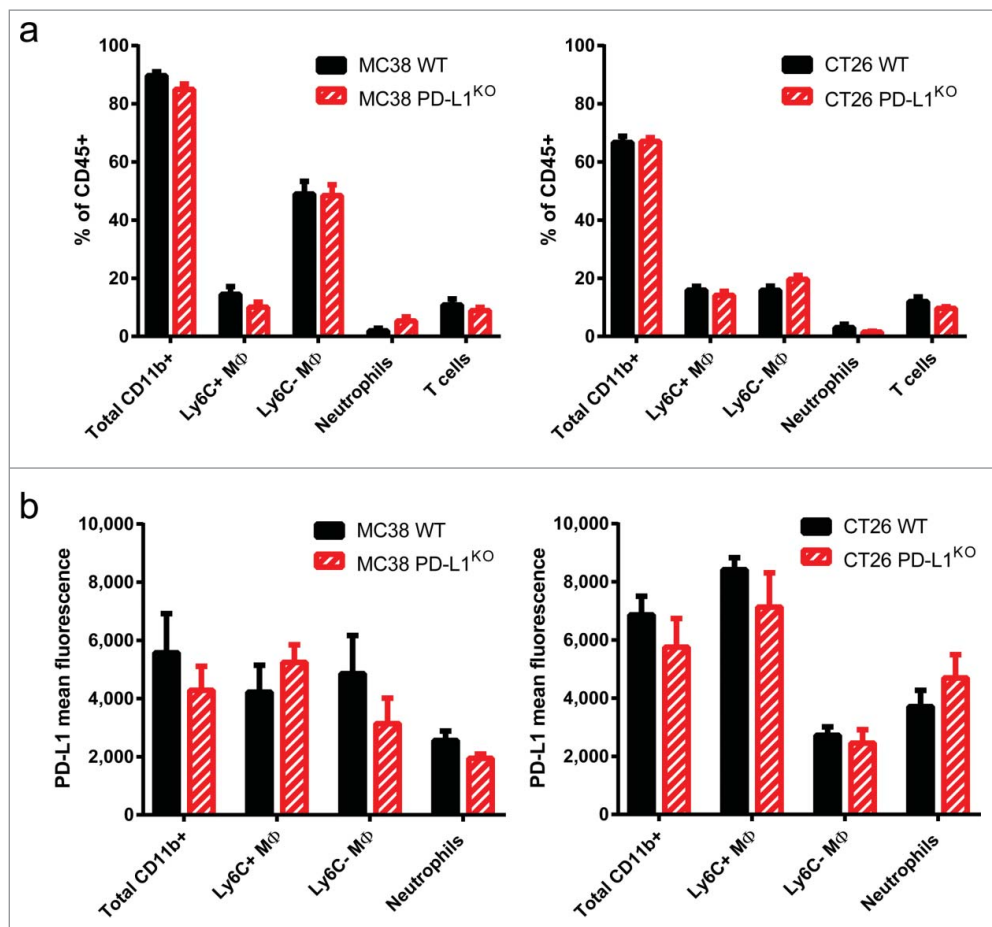 a
MC38 WT
MC38 PD-L1KO
% of CD45+
100
80
60
40
20
0
Total CD11b+
Ly6C+ MΦ
Ly6C- MΦ
Neutrophils
T cells
CT26 WT
CT26 PD-L1KO
% of CD45+
100
80
60
40
20
0
Total CD11b+
Ly6C+ MΦ
Ly6C- MΦ
Neutrophils
T cells
b
MC38 WT
MC38 PD-L1KO
PD-L1 mean fluorescence
10,000
8,000
6,000
4,000
2,000
0
Total CD11b+
Ly6C+ MΦ
Ly6C- MΦ
Neutrophils
CT26 WT
CT26 PD-L1KO
PD-L1 mean fluorescence
10,000
8,000
6,000
4,000
2,000
0
Total CD11b+
Ly6C+ MΦ
Ly6C- MΦ
Neutrophils